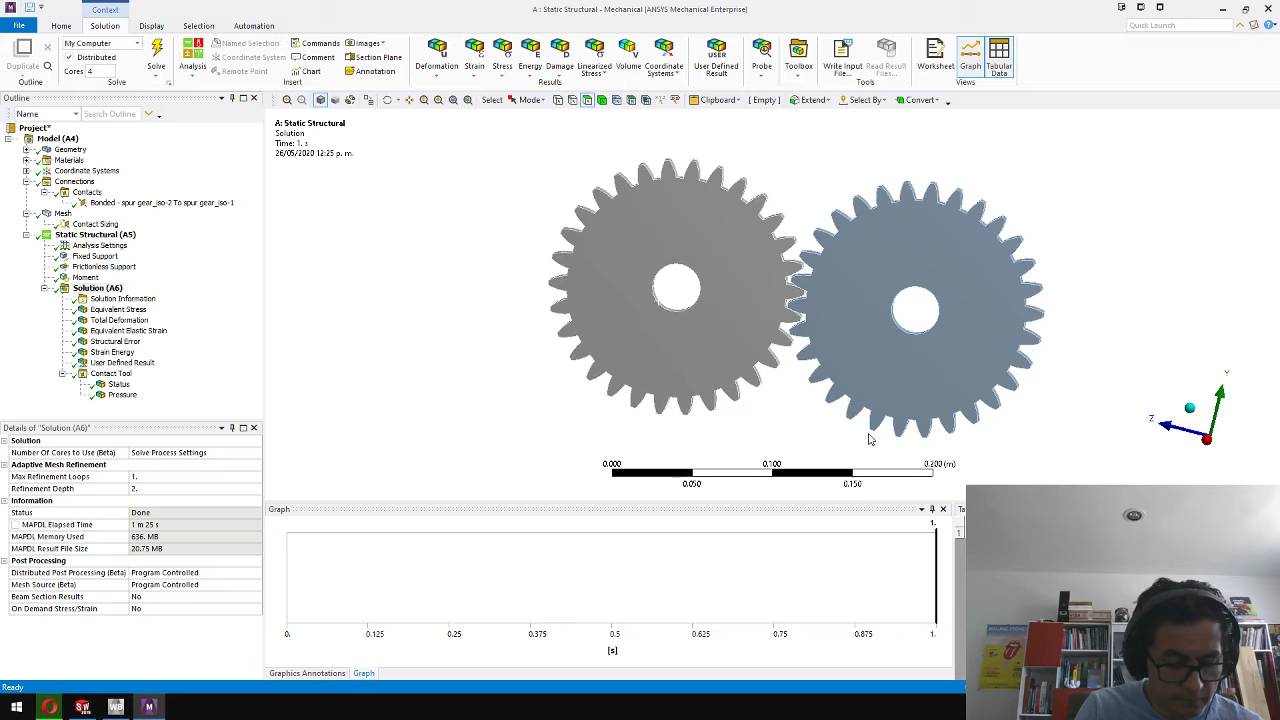 A : Static Structural - Mechanical (ANSYS Mechanical Enterprise)
Context
File
Home
Solution
Display
Selection
Automation
Quick Launch
Duplicate
Outline
My Computer
Distributed
Cores 4
Solve
Solve
Analysis
Named Selection
Coordinate System
Remote Point
Commands
Comment
Chart
Images
Section Plane
Annotation
Insert
Deformation
Strain
Stress
Energy
Damage
Linearized Stress
Volume
Coordinate Systems
Results
USER
User Defined Result
Probe
Toolbox
Write Input File...
Read Result Files...
Tools
Worksheet
Graph
Tabular Data
Views
Outline
Name
Search Outline
Select
Mode
Clipboard
[ Empty ]
Extend
Select By
Convert
Project*
Model (A4)
Geometry
Materials
Coordinate Systems
Connections
Contacts
Bonded - spur gear_iso-2 To spur gear_iso-1
Mesh
Contact Sizing
Static Structural (A5)
Analysis Settings
Fixed Support
Frictionless Support
Moment
Solution (A6)
Solution Information
Equivalent Stress
Total Deformation
Equivalent Elastic Strain
Structural Error
Strain Energy
User Defined Result
Contact Tool
Status
Pressure
A: Static Structural
Solution
Time: 1. s
26/05/2020 12:25 p. m.
Y
Z
0.000
0.100
0.200 (m)
0.050
0.150
Details of "Solution (A6)"
Solution
Number Of Cores to Use (Beta) Solve Process Settings
Adaptive Mesh Refinement
Max Refinement Loops 1.
Refinement Depth 2.
Information
Status Done
MAPDL Elapsed Time 1 m 25 s
MAPDL Memory Used 636. MB
MAPDL Result File Size 20.75 MB
Post Processing
Distributed Post Processing (Beta) Program Controlled
Mesh Source (Beta) Program Controlled
Beam Section Results No
On Demand Stress/Strain No
Graph
Ta
1.
1
0.
0.125
0.25
0.375
0.5
0.625
0.75
0.875
1.
[s]
Graphics Annotations
Graph
Ready
SW
2019
WB
M